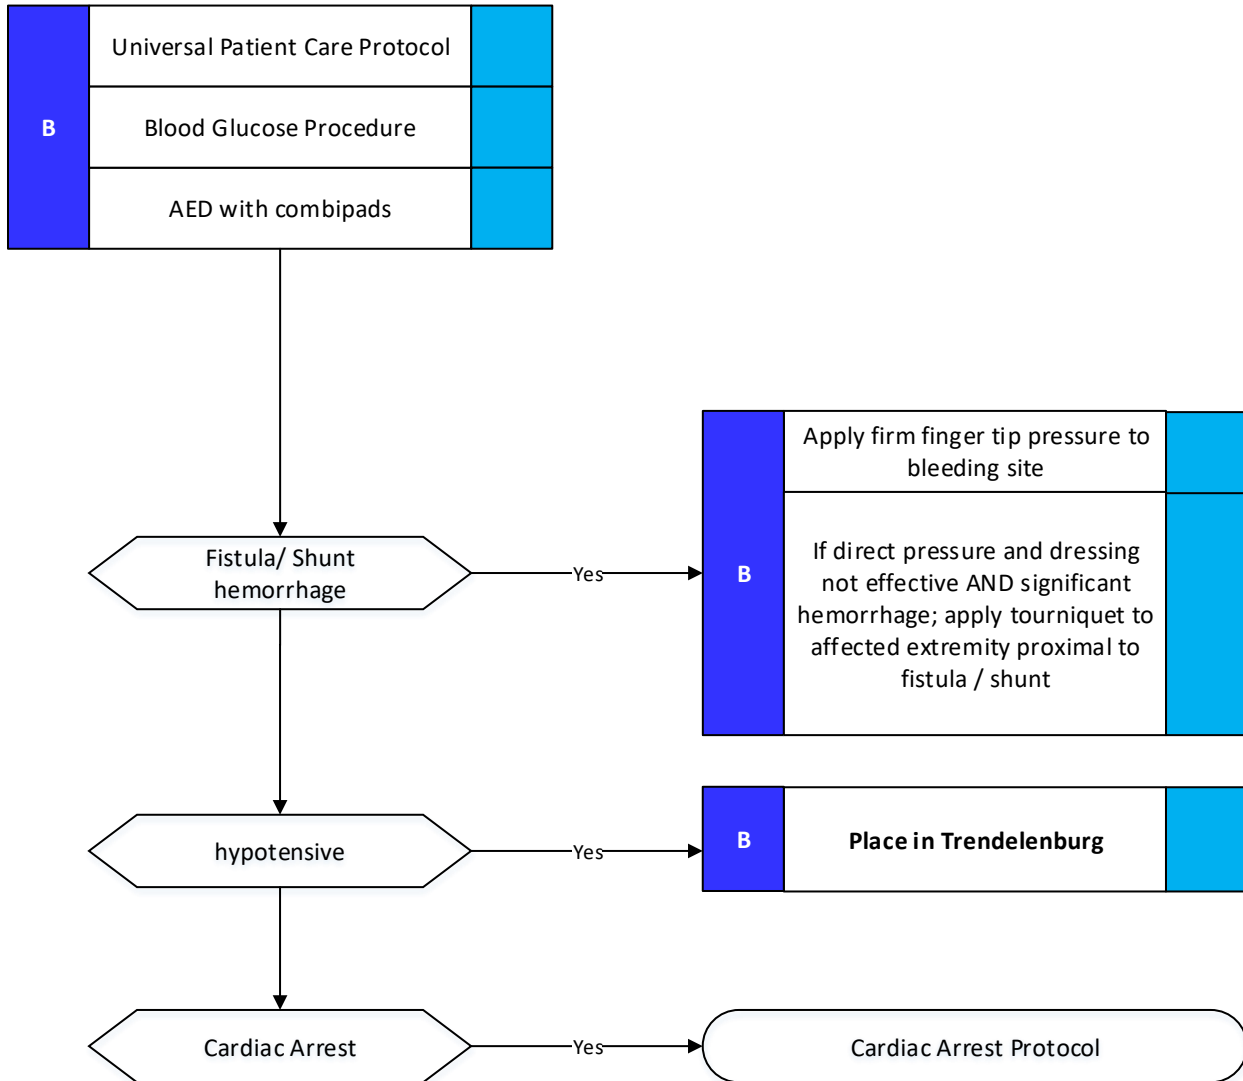 B
Universal Patient Care Protocol
Blood Glucose Procedure
AED with combipads
Fistula/ Shunt
hemorrhage
Yes
B
Apply firm finger tip pressure to
bleeding site
If direct pressure and dressing
not effective AND significant
hemorrhage; apply tourniquet to
affected extremity proximal to
fistula / shunt
hypotensive
Yes
B
Place in Trendelenburg
Cardiac Arrest
Yes
Cardiac Arrest Protocol